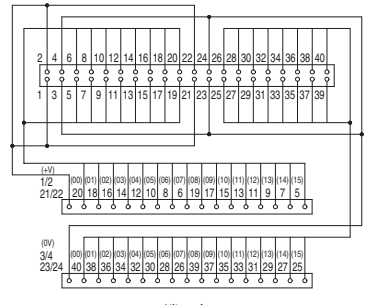 2 4 6 8 10 12 14 16 18 20 22 24 26 28 30 32 34 36 38 40
1 3 5 7 9 11 13 15 17 19 21 23 25 27 29 31 33 35 37 39
(+V)
1/2 (00) (01) (02) (03) (04) (05) (06) (07) (08) (09) (10) (11) (12) (13) (14) (15)
21/22 20 18 16 14 12 10 8 6 19 17 15 13 11 9 7 5
(0V)
3/4 (00) (01) (02) (03) (04) (05) (06) (07) (08) (09) (10) (11) (12) (13) (14) (15)
23/24 40 38 36 34 32 30 28 26 39 37 35 33 31 29 27 25